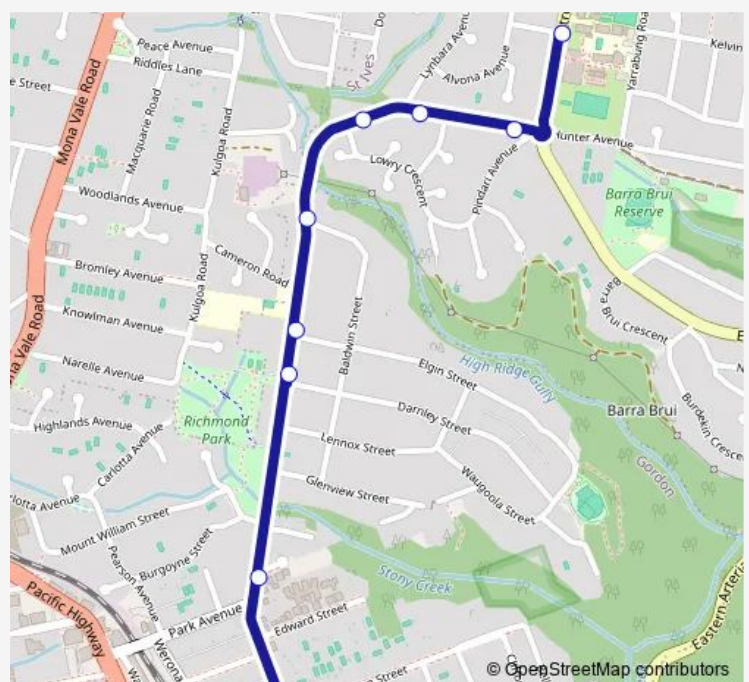 Peace Avenue
Riddles Lane
St Ives
Lynbara Avenue
Alvona Avenue
Yarrabung Road
Kelvin
Street
Mona Vale Road
Macquarie Road
Kulgoa Road
Hunter Avenue
Lowry Crescent
Pindari Avenue
Woodlands Avenue
Barra Brui
Reserve
Cameron Road
Bromley Avenue
Kulgoa Road
Knowlman Avenue
Baldwin Street
Barra Brui Crescent
Narelle Avenue
Elgin Street
High Ridge Gully
Darnley Street
Barra Brui
Highlands Avenue
Richmond
Park
Carlotta Avenue
Lennox Street
Glenview Street
Waugoola Street
Gordon
Mount William Street
Burgoyne Street
Pearson Avenue
Pacific Highway
Park Avenue
Edward Street
Stony Creek
© OpenStreetMap contributors